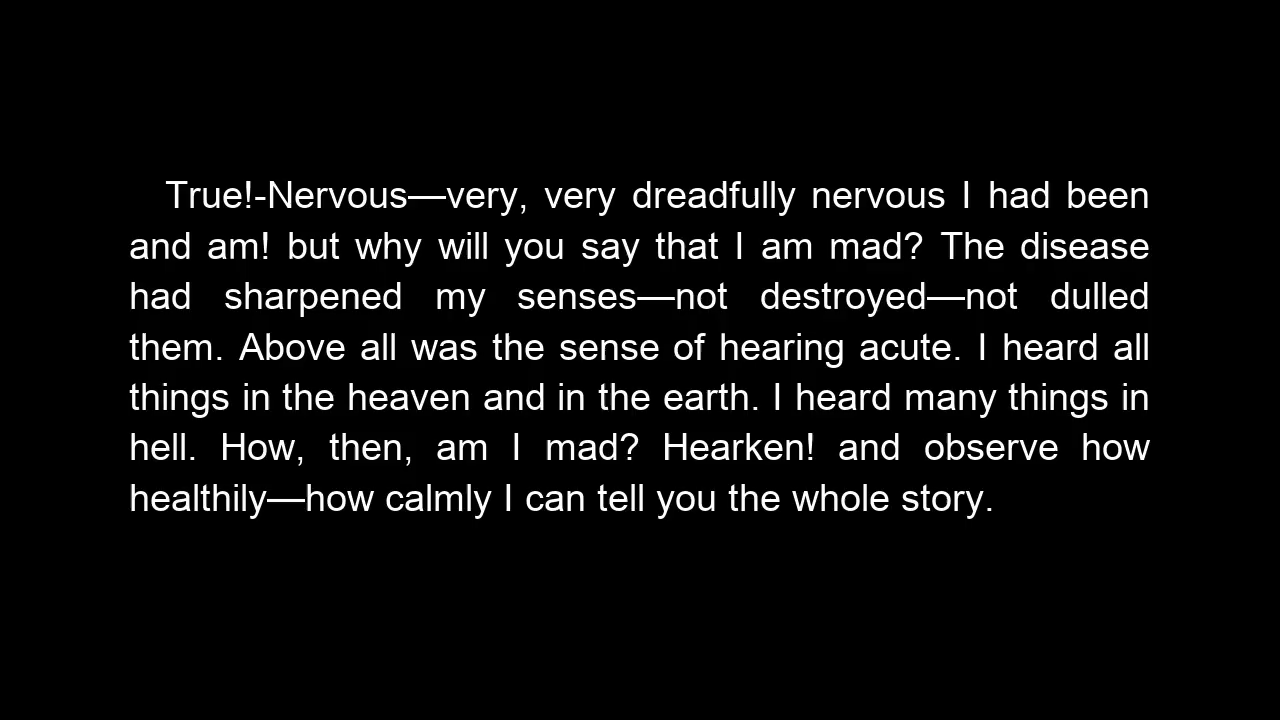 True!-Nervous—very, very dreadfully nervous I had been
and am! but why will you say that I am mad? The disease
had sharpened my senses—not destroyed—not dulled
them. Above all was the sense of hearing acute. I heard all
things in the heaven and in the earth. I heard many things in
hell. How, then, am I mad? Hearken! and observe how
healthily—how calmly I can tell you the whole story.